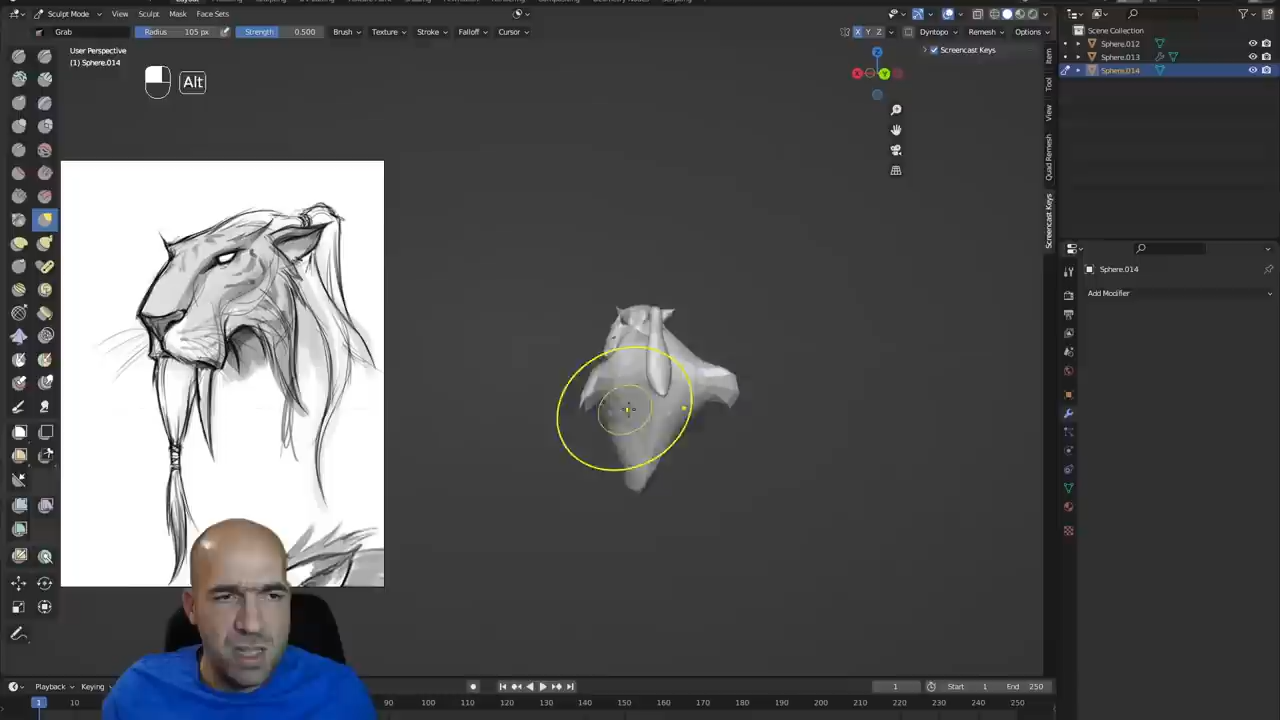 Sculpt Mode View Sculpt Mask Face Sets
Grab Radius 105 px Strength 0.500 Brush Texture Stroke Falloff Cursor X Y Z Dyntopo Remesh Options
User Perspective
(1) Sphere.014
Alt
Screencast Keys
X
Y
Z
Item
Tool
View
Quad Remesh
Screencast Keys
Scene Collection
Sphere.012
Sphere.013
Sphere.014
Sphere.014
Add Modifier
Playback Keying 1 Start 1 End 250
1 10 80 90 100 110 120 130 140 150 160 170 180 190 200 210 220 230 240 250